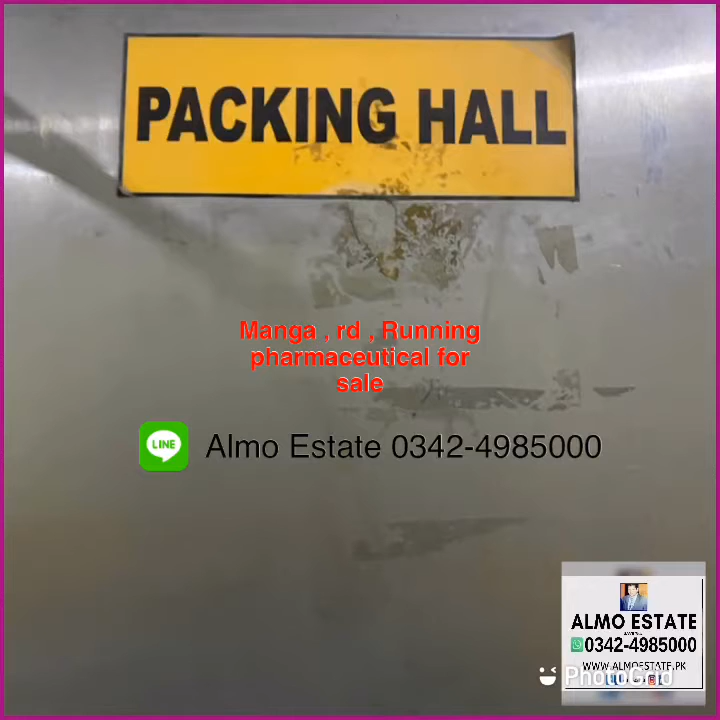 PACKING HALL
Manga , rd , Running
pharmaceutical for
sale
LINE
Almo Estate 0342-4985000
ALMO ESTATE
0342-4985000
WWW.ALMOESTATE.PK
PhotoGrid